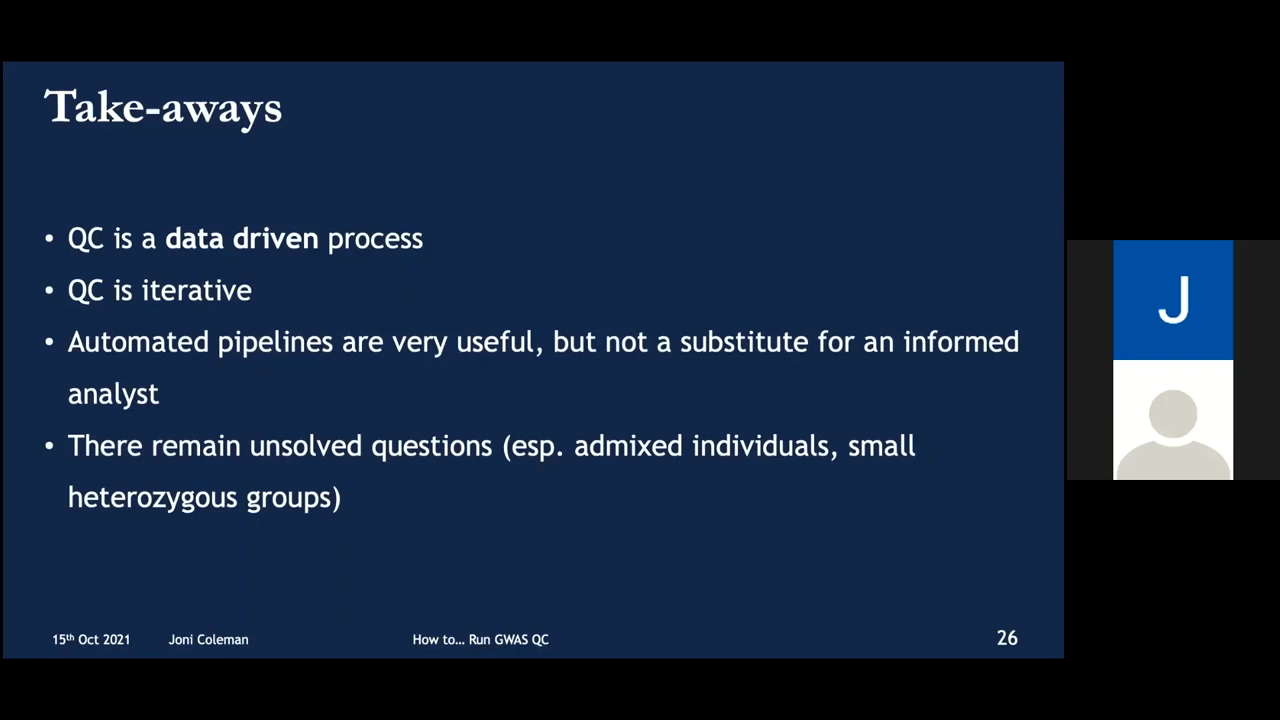 Take-aways
• QC is a data driven process
• QC is iterative
• Automated pipelines are very useful, but not a substitute for an informed
analyst
• There remain unsolved questions (esp. admixed individuals, small
heterozygous groups)
15th Oct 2021 Joni Coleman How to... Run GWAS QC 26
J